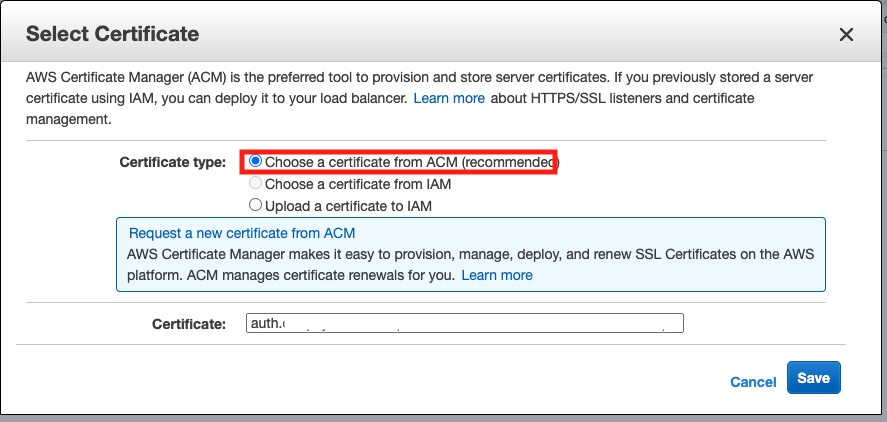 Select Certificate
AWS Certificate Manager (ACM) is the preferred tool to provision and store server certificates. If you previously stored a server
certificate using IAM, you can deploy it to your load balancer. Learn more about HTTPS/SSL listeners and certificate
management.
Certificate type: Choose a certificate from ACM (recommended)
Choose a certificate from IAM
Upload a certificate to IAM
Request a new certificate from ACM
AWS Certificate Manager makes it easy to provision, manage, deploy, and renew SSL Certificates on the AWS
platform. ACM manages certificate renewals for you. Learn more
Certificate: auth.
Cancel Save